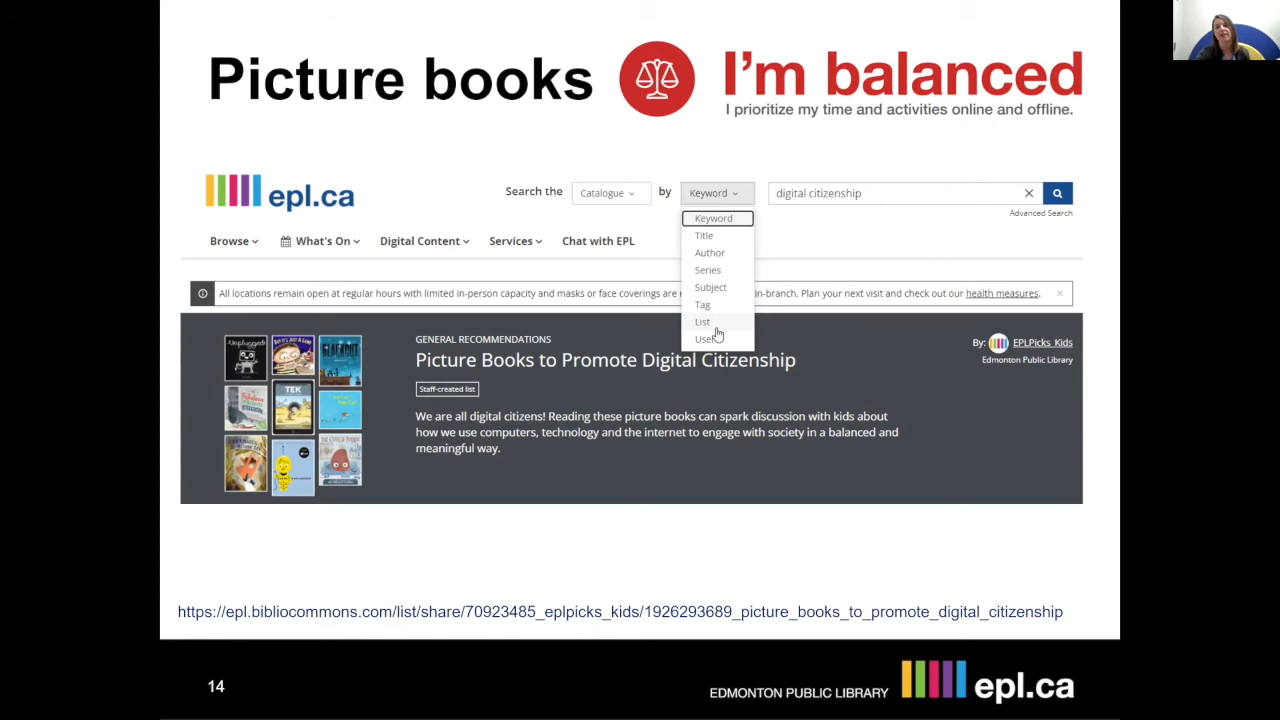 Picture books
I'm balanced
I prioritize my time and activities online and offline.
epl.ca
Search the Catalogue by Keyword digital citizenship
Advanced Search
Keyword
Title
Author
Series
Subject
Tag
List
User
Browse What's On Digital Content Services Chat with EPL
All locations remain open at regular hours with limited in-person capacity and masks or face coverings are in-branch. Plan your next visit and check out our health measures.
unplugged
BLACKOUT
TEK
GENERAL RECOMMENDATIONS
Picture Books to Promote Digital Citizenship
Staff-created list
We are all digital citizens! Reading these picture books can spark discussion with kids about
how we use computers, technology and the internet to engage with society in a balanced and
meaningful way.
By: EPLPicks_Kids
Edmonton Public Library
https://epl.bibliocommons.com/list/share/70923485_eplpicks_kids/1926293689_picture_books_to_promote_digital_citizenship
14
EDMONTON PUBLIC LIBRARY epl.ca